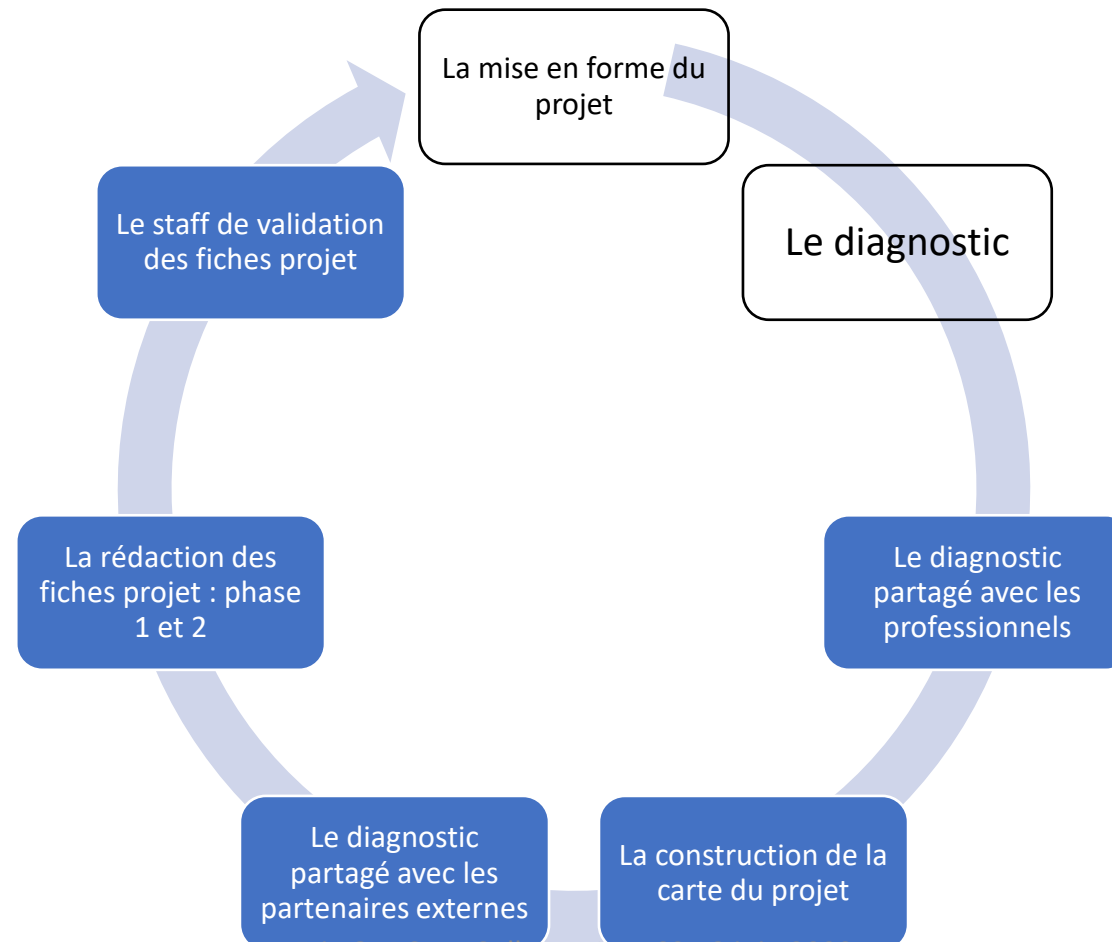 La mise en forme du
projet
Le diagnostic
Le diagnostic
partagé avec les
professionnels
La construction de la
carte du projet
Le diagnostic
partagé avec les
partenaires externes
La rédaction des
fiches projet : phase
1 et 2
Le staff de validation
des fiches projet